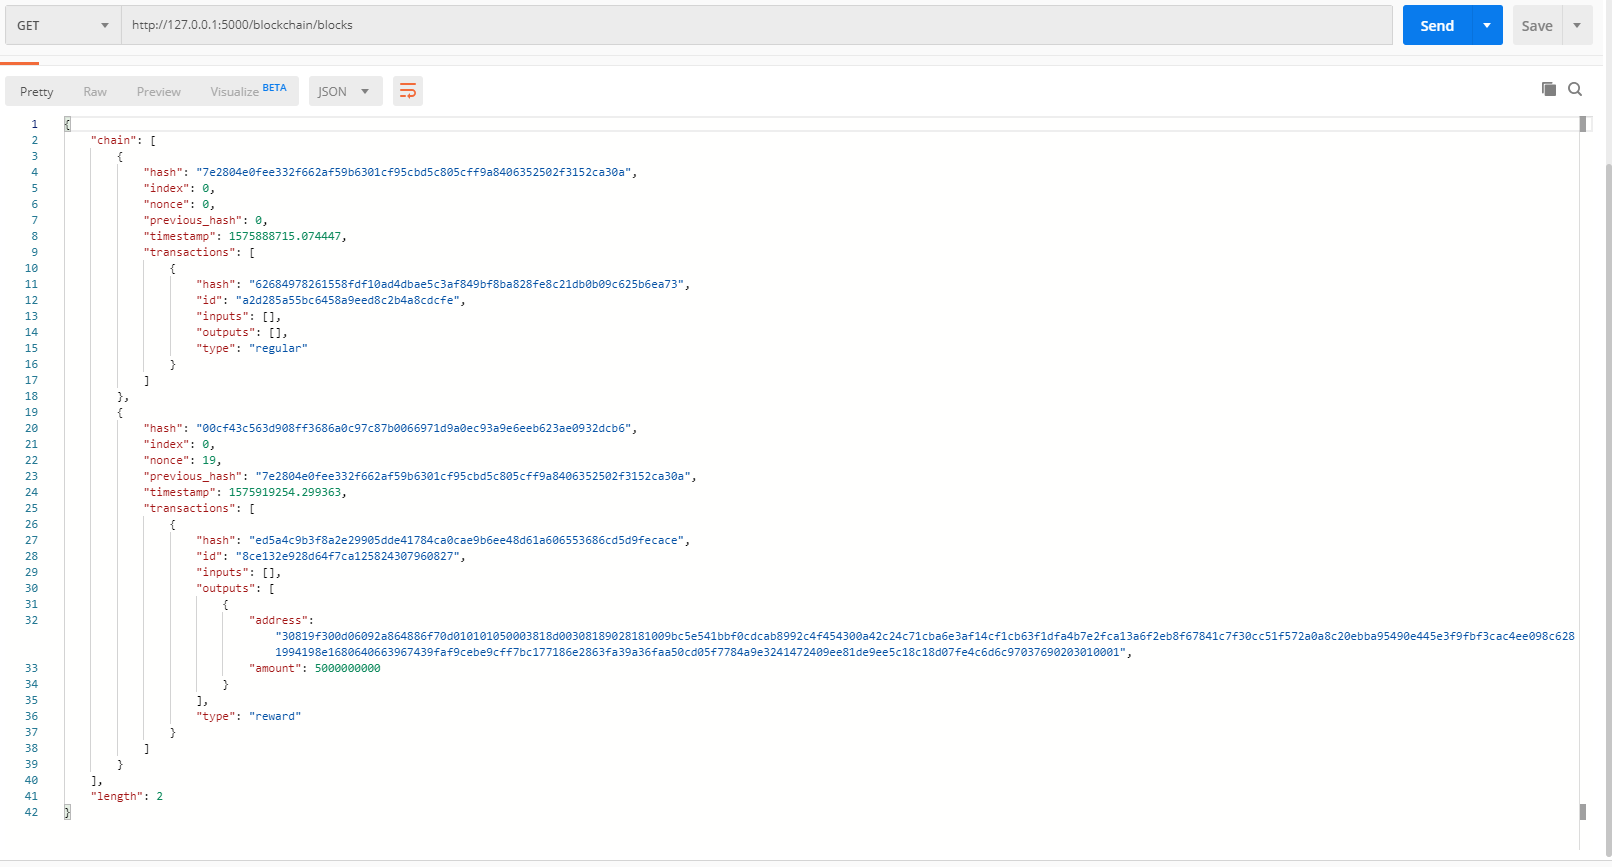 GET http://127.0.0.1:5000/blockchain/blocks Send Save
Pretty Raw Preview Visualize BETA JSON
1 {
2 "chain": [
3 {
4 "hash": "7e2804e0fee332f662af59b6301cf95cbd5c805cff9a8406352502f3152ca30a",
5 "index": 0,
6 "nonce": 0,
7 "previous_hash": 0,
8 "timestamp": 1575888715.074447,
9 "transactions": [
10 {
11 "hash": "62684978261558fdf10ad4dbae5c3af849bf8ba828fe8c21db0b09c625b6ea73",
12 "id": "a2d285a55bc6458a9eed8c2b4a8cdcfe",
13 "inputs": [],
14 "outputs": [],
15 "type": "regular"
16 }
17 ]
18 },
19 {
20 "hash": "00cf43c563d908ff3686a0c97c87b0066971d9a0ec93a9e6eeb623ae0932dcb6",
21 "index": 0,
22 "nonce": 19,
23 "previous_hash": "7e2804e0fee332f662af59b6301cf95cbd5c805cff9a8406352502f3152ca30a",
24 "timestamp": 1575919254.299363,
25 "transactions": [
26 {
27 "hash": "ed5a4c9b3f8a2e29905dde41784ca0cae9b6ee48d61a606553686cd5d9fecace",
28 "id": "8ce132e928d64f7ca125824307960827",
29 "inputs": [],
30 "outputs": [
31 {
32 "address":
"30819f300d06092a864886f70d010101050003818d00308189028181009bc5e541bbf0cdcab8992c4f454300a42c24c71cba6e3af14cf1cb63f1dfa4b7e2fca13a6f2eb8f67841c7f30cc51f572a0a8c20ebba95490e445e3f9fbf3cac4ee098c628
1994198e1680640663967439faf9cebe9cff7bc177186e2863fa39a36faa50cd05f7784a9e3241472409ee81de9ee5c18c18d07fe4c6d6c97037690203010001",
33 "amount": 5000000000
34 }
35 ],
36 "type": "reward"
37 }
38 ]
39 }
40 ],
41 "length": 2
42 }